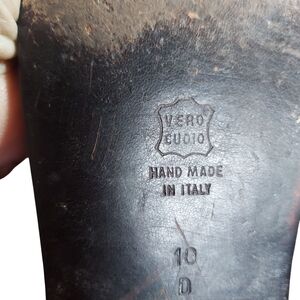 VERO
CUOIO
HAND MADE
IN ITALY
10
D